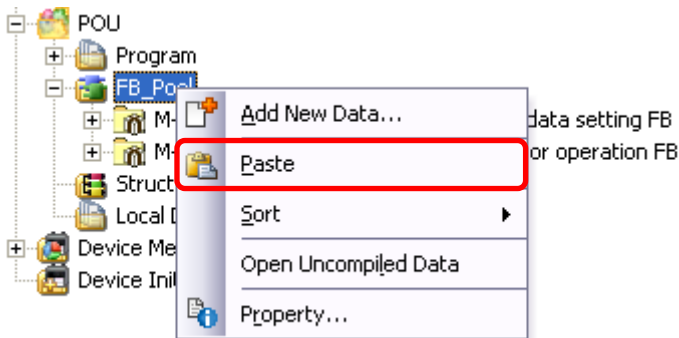 POU
Program
FB_Pool
Add New Data...
M- data setting FB
Paste
M- or operation FB
Struct
Sort
Local D
Device Me
Open Uncompiled Data
Device Ini
Property...